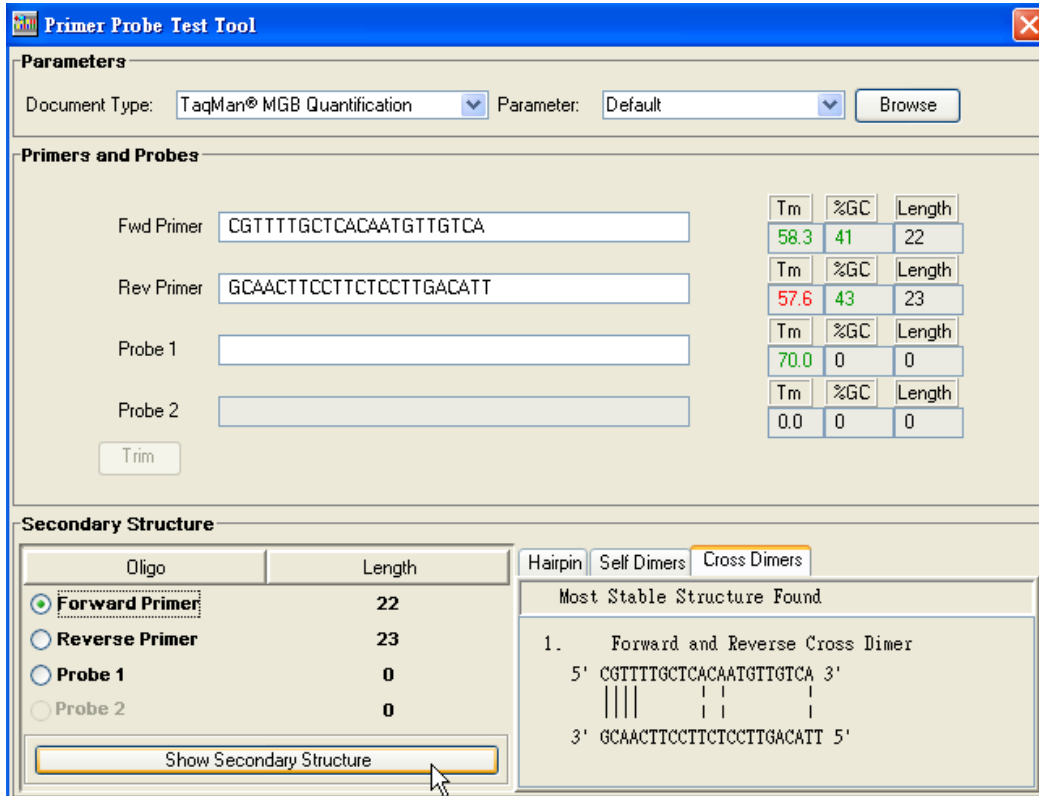 Primer Probe Test Tool
Parameters
Document Type: TaqMan® MGB Quantification Parameter: Default Browse
Primers and Probes
Tm %GC Length
Fwd Primer CGTTTTGCTCACAATGTTGTCA 58.3 41 22
Tm %GC Length
Rev Primer GCAACTTCCTTCTCCTTGACATT 57.6 43 23
Tm %GC Length
Probe 1 70.0 0 0
Tm %GC Length
Probe 2 0.0 0 0
Trim
Secondary Structure
Oligo Length
Forward Primer 22
Reverse Primer 23
Probe 1 0
Probe 2 0
Show Secondary Structure
Hairpin Self Dimers Cross Dimers
Most Stable Structure Found
1. Forward and Reverse Cross Dimer
5' CGTTTTGCTCACAATGTTGTCA 3'
3' GCAACTTCCTTCTCCTTGACATT 5'